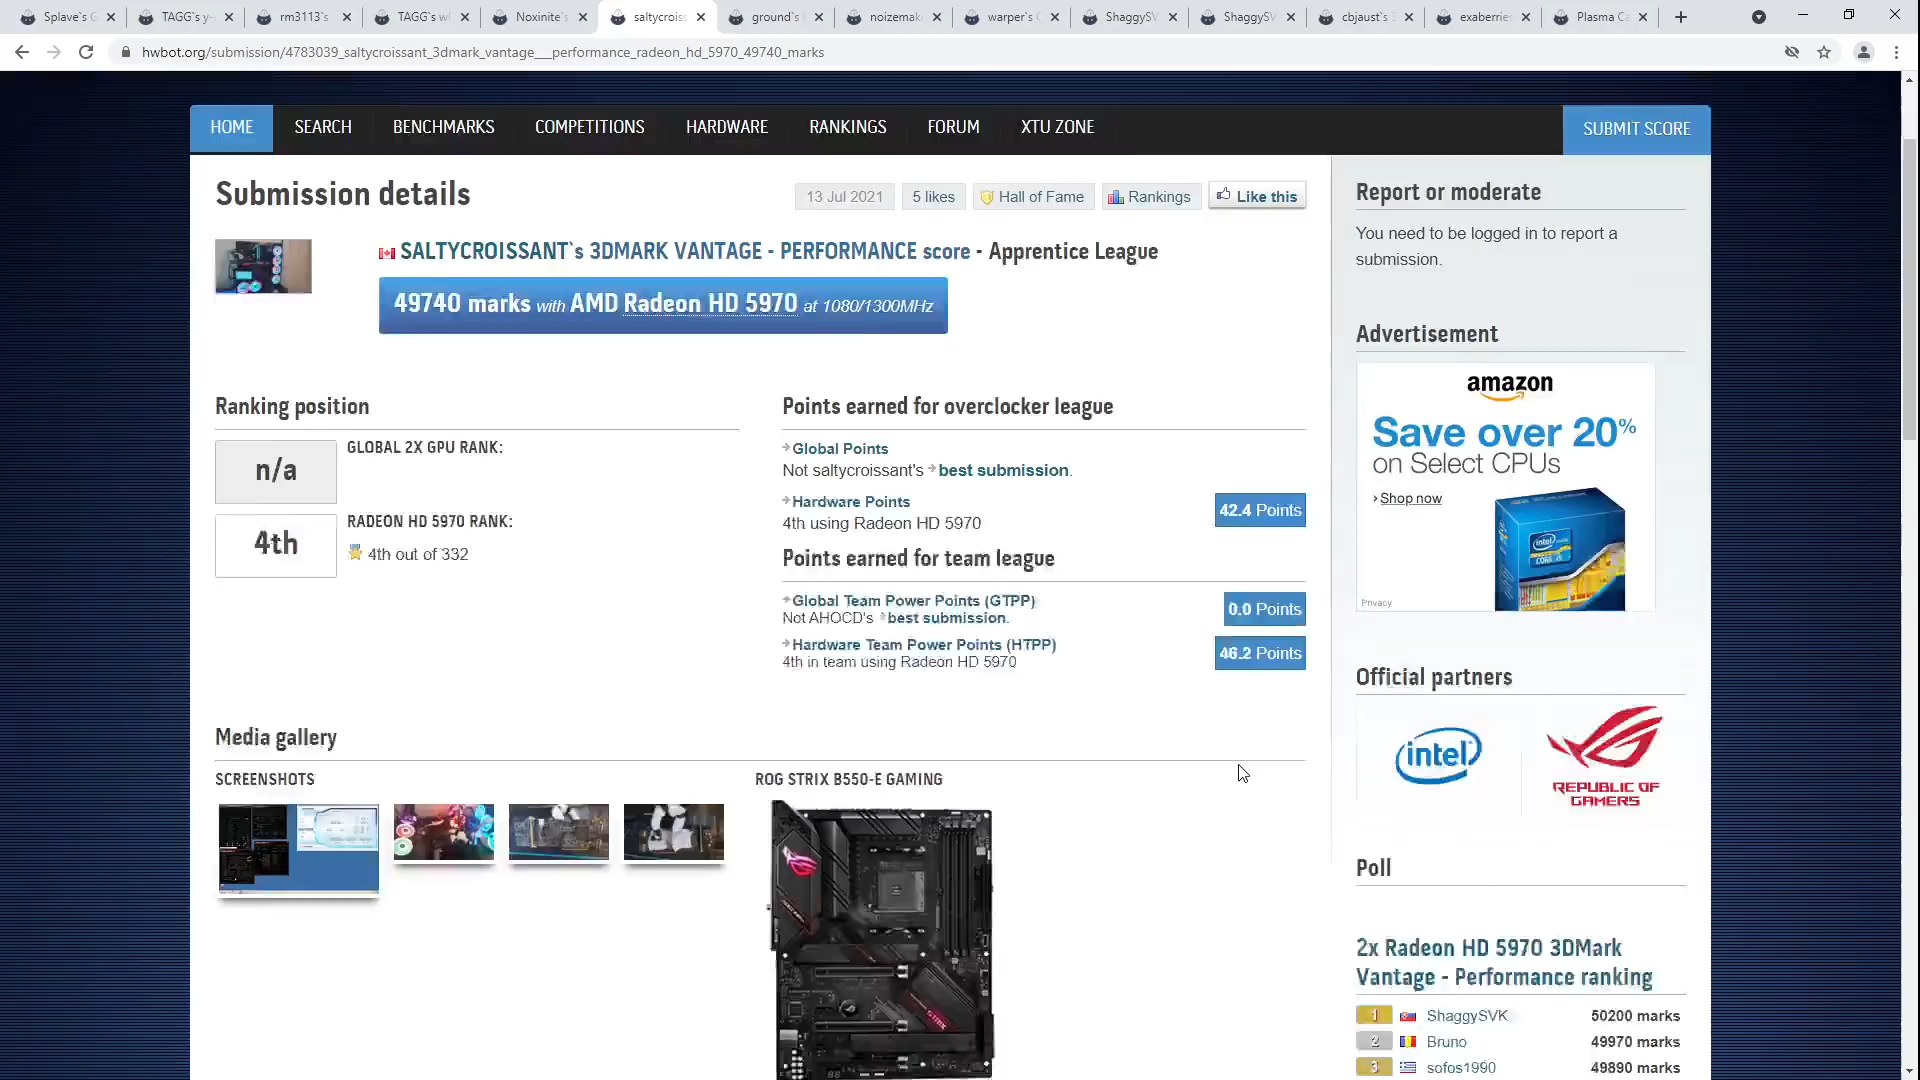 Splave`s G
TAGG`s y-
rm3113`s
TAGG`s w
Noxinite`s
saltycroiss
ground`s
noizemak
warper`s
ShaggySV
ShaggySV
cbjaust`s
exaberrie
Plasma Ca
hwbot.org/submission/4783039_saltycroissant_3dmark_vantage___performance_radeon_hd_5970_49740_marks
HOME
SEARCH
BENCHMARKS
COMPETITIONS
HARDWARE
RANKINGS
FORUM
XTU ZONE
SUBMIT SCORE
Submission details
13 Jul 2021
5 likes
Hall of Fame
Rankings
Like this
SALTYCROISSANT`s 3DMARK VANTAGE - PERFORMANCE score - Apprentice League
49740 marks with AMD Radeon HD 5970 at 1080/1300MHz
Ranking position
n/a
GLOBAL 2X GPU RANK:
4th
RADEON HD 5970 RANK:
4th out of 332
Points earned for overclocker league
Global Points
Not saltycroissant's best submission.
Hardware Points
4th using Radeon HD 5970
42.4 Points
Points earned for team league
Global Team Power Points (GTPP)
Not AHOCD's best submission.
0.0 Points
Hardware Team Power Points (HTPP)
4th in team using Radeon HD 5970
46.2 Points
Media gallery
SCREENSHOTS
ROG STRIX B550-E GAMING
Report or moderate
You need to be logged in to report a
submission.
Advertisement
amazon
Save over 20%
on Select CPUs
Shop now
intel
Privacy
Official partners
intel
REPUBLIC OF
GAMERS
Poll
2x Radeon HD 5970 3DMark
Vantage - Performance ranking
1 ShaggySVK 50200 marks
2 Bruno 49970 marks
3 sofos1990 49890 marks